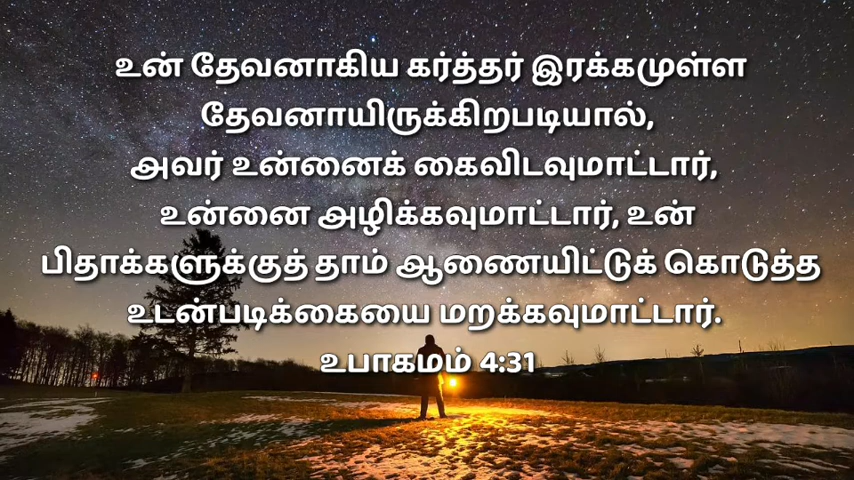 உன் தேவனாகிய கர்த்தர் இரக்கமுள்ள
தேவனாயிருக்கிறபடியால்,
அவர் உன்னைக் கைவிடவுமாட்டார்,
உன்னை அழிக்கவுமாட்டார், உன்
பிதாக்களுக்குத் தாம் ஆணையிட்டுக் கொடுத்த
உடன்படிக்கையை மறக்கவுமாட்டார்.
உபாகமம் 4:31